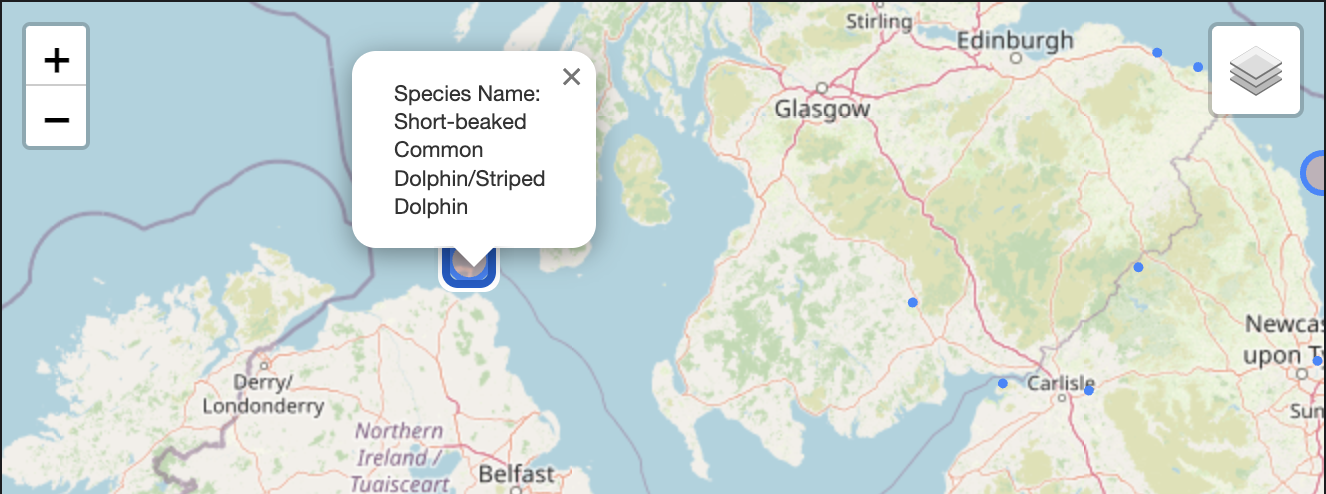 +
−
Species Name:
Short-beaked
Common
Dolphin/Striped
Dolphin
×
Stirling
Edinburgh
Glasgow
Newcas
upon Ty
Carlisle
Sun
Derry/
Londonderry
Northern
Ireland /
Tuaisceart
Belfast